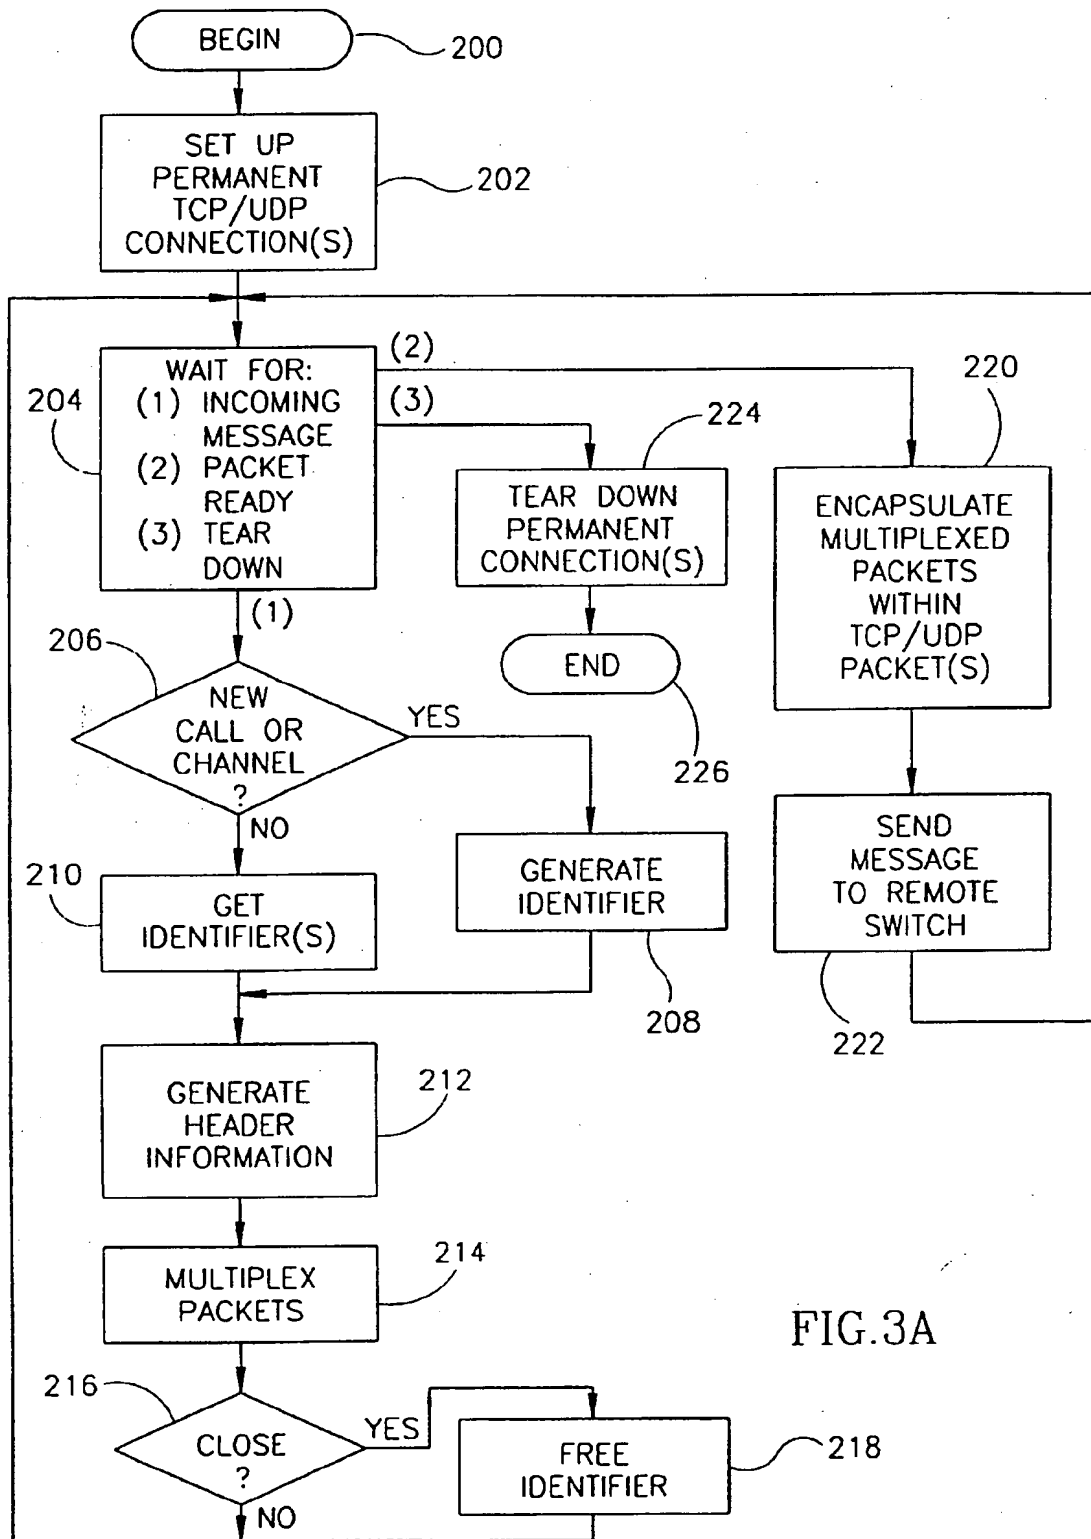 BEGIN
200
SET UP
PERMANENT
TCP/UDP
CONNECTION(S)
202
WAIT FOR:
(1) INCOMING
MESSAGE
(2) PACKET
READY
(3) TEAR
DOWN
204
(2)
(3)
(1)
220
224
TEAR DOWN
PERMANENT
CONNECTION(S)
ENCAPSULATE
MULTIPLEXED
PACKETS
WITHIN
TCP/UDP
PACKET(S)
206
END
226
NEW
CALL OR
CHANNEL
?
YES
NO
210
GET
IDENTIFIER(S)
GENERATE
IDENTIFIER
208
SEND
MESSAGE
TO REMOTE
SWITCH
222
GENERATE
HEADER
INFORMATION
212
MULTIPLEX
PACKETS
214
FIG.3A
216
CLOSE
?
YES
NO
FREE
IDENTIFIER
218